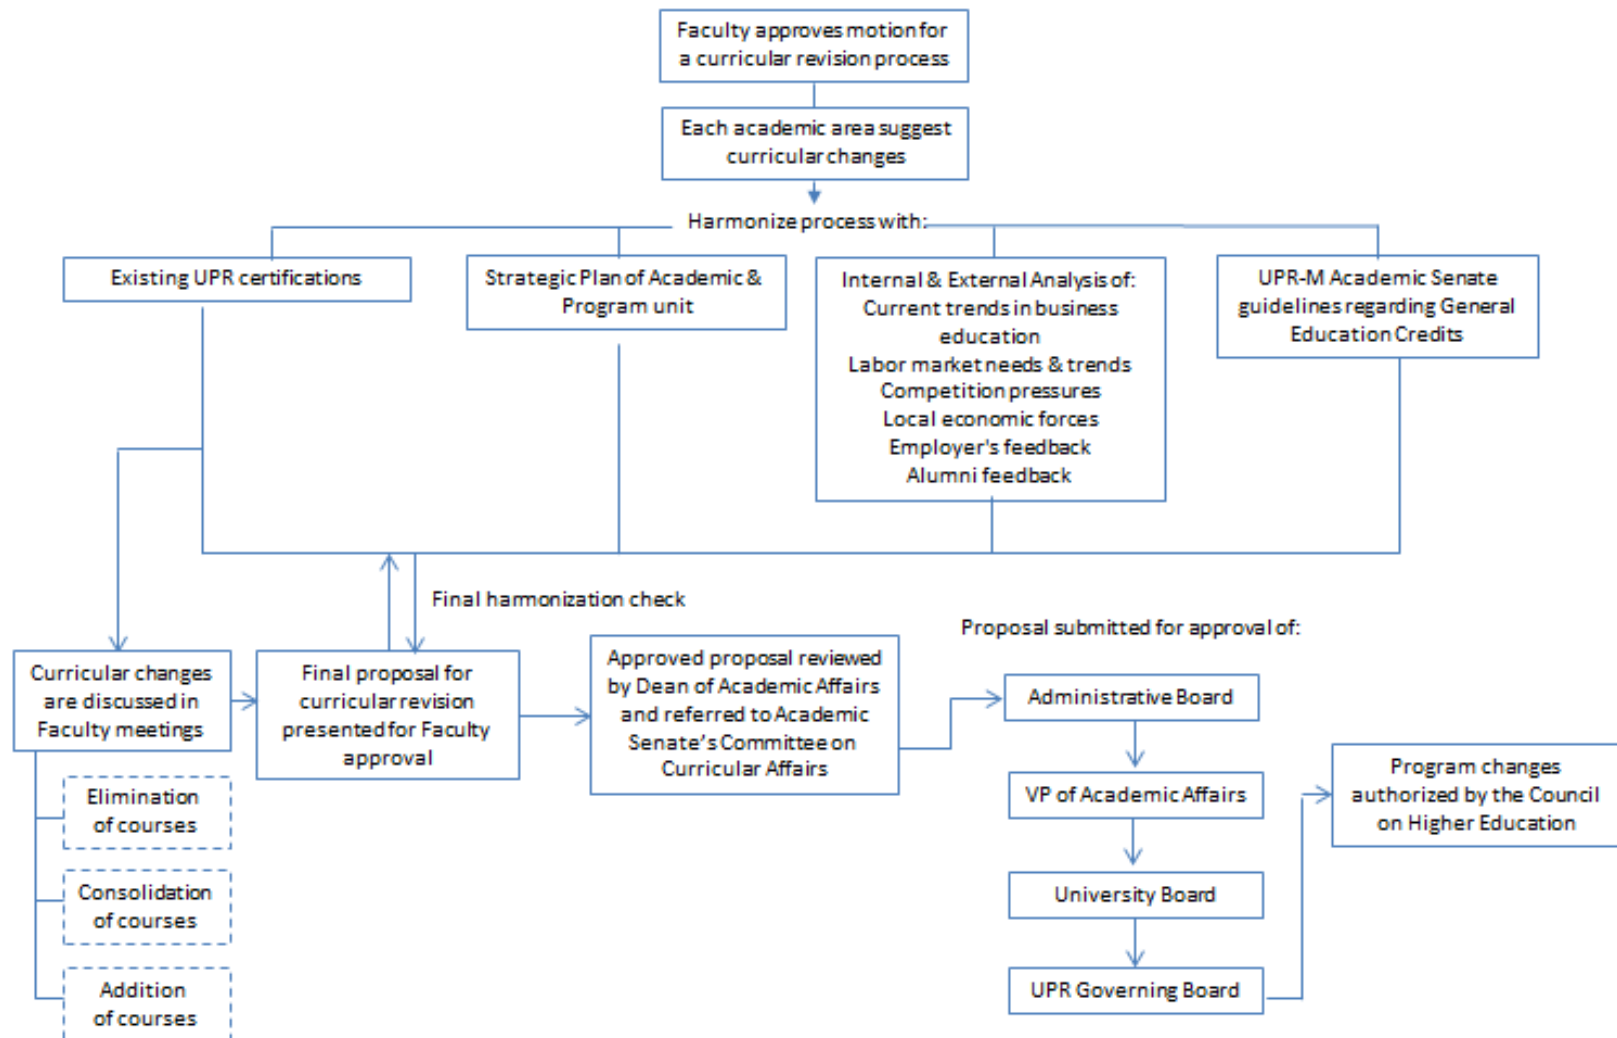 Faculty approves motion for
a curricular revision process
Each academic area suggest
curricular changes
Harmonize process with:
Existing UPR certifications
Strategic Plan of Academic &
Program unit
Internal & External Analysis of:
Current trends in business
education
Labor market needs & trends
Competition pressures
Local economic forces
Employer's feedback
Alumni feedback
UPR-M Academic Senate
guidelines regarding General
Education Credits
Final harmonization check
Proposal submitted for approval of:
Curricular changes
are discussed in
Faculty meetings
Elimination
of courses
Consolidation
of courses
Addition
of courses
Final proposal for
curricular revision
presented for Faculty
approval
Approved proposal reviewed
by Dean of Academic Affairs
and referred to Academic
Senate’s Committee on
Curricular Affairs
Administrative Board
VP of Academic Affairs
University Board
UPR Governing Board
Program changes
authorized by the Council
on Higher Education